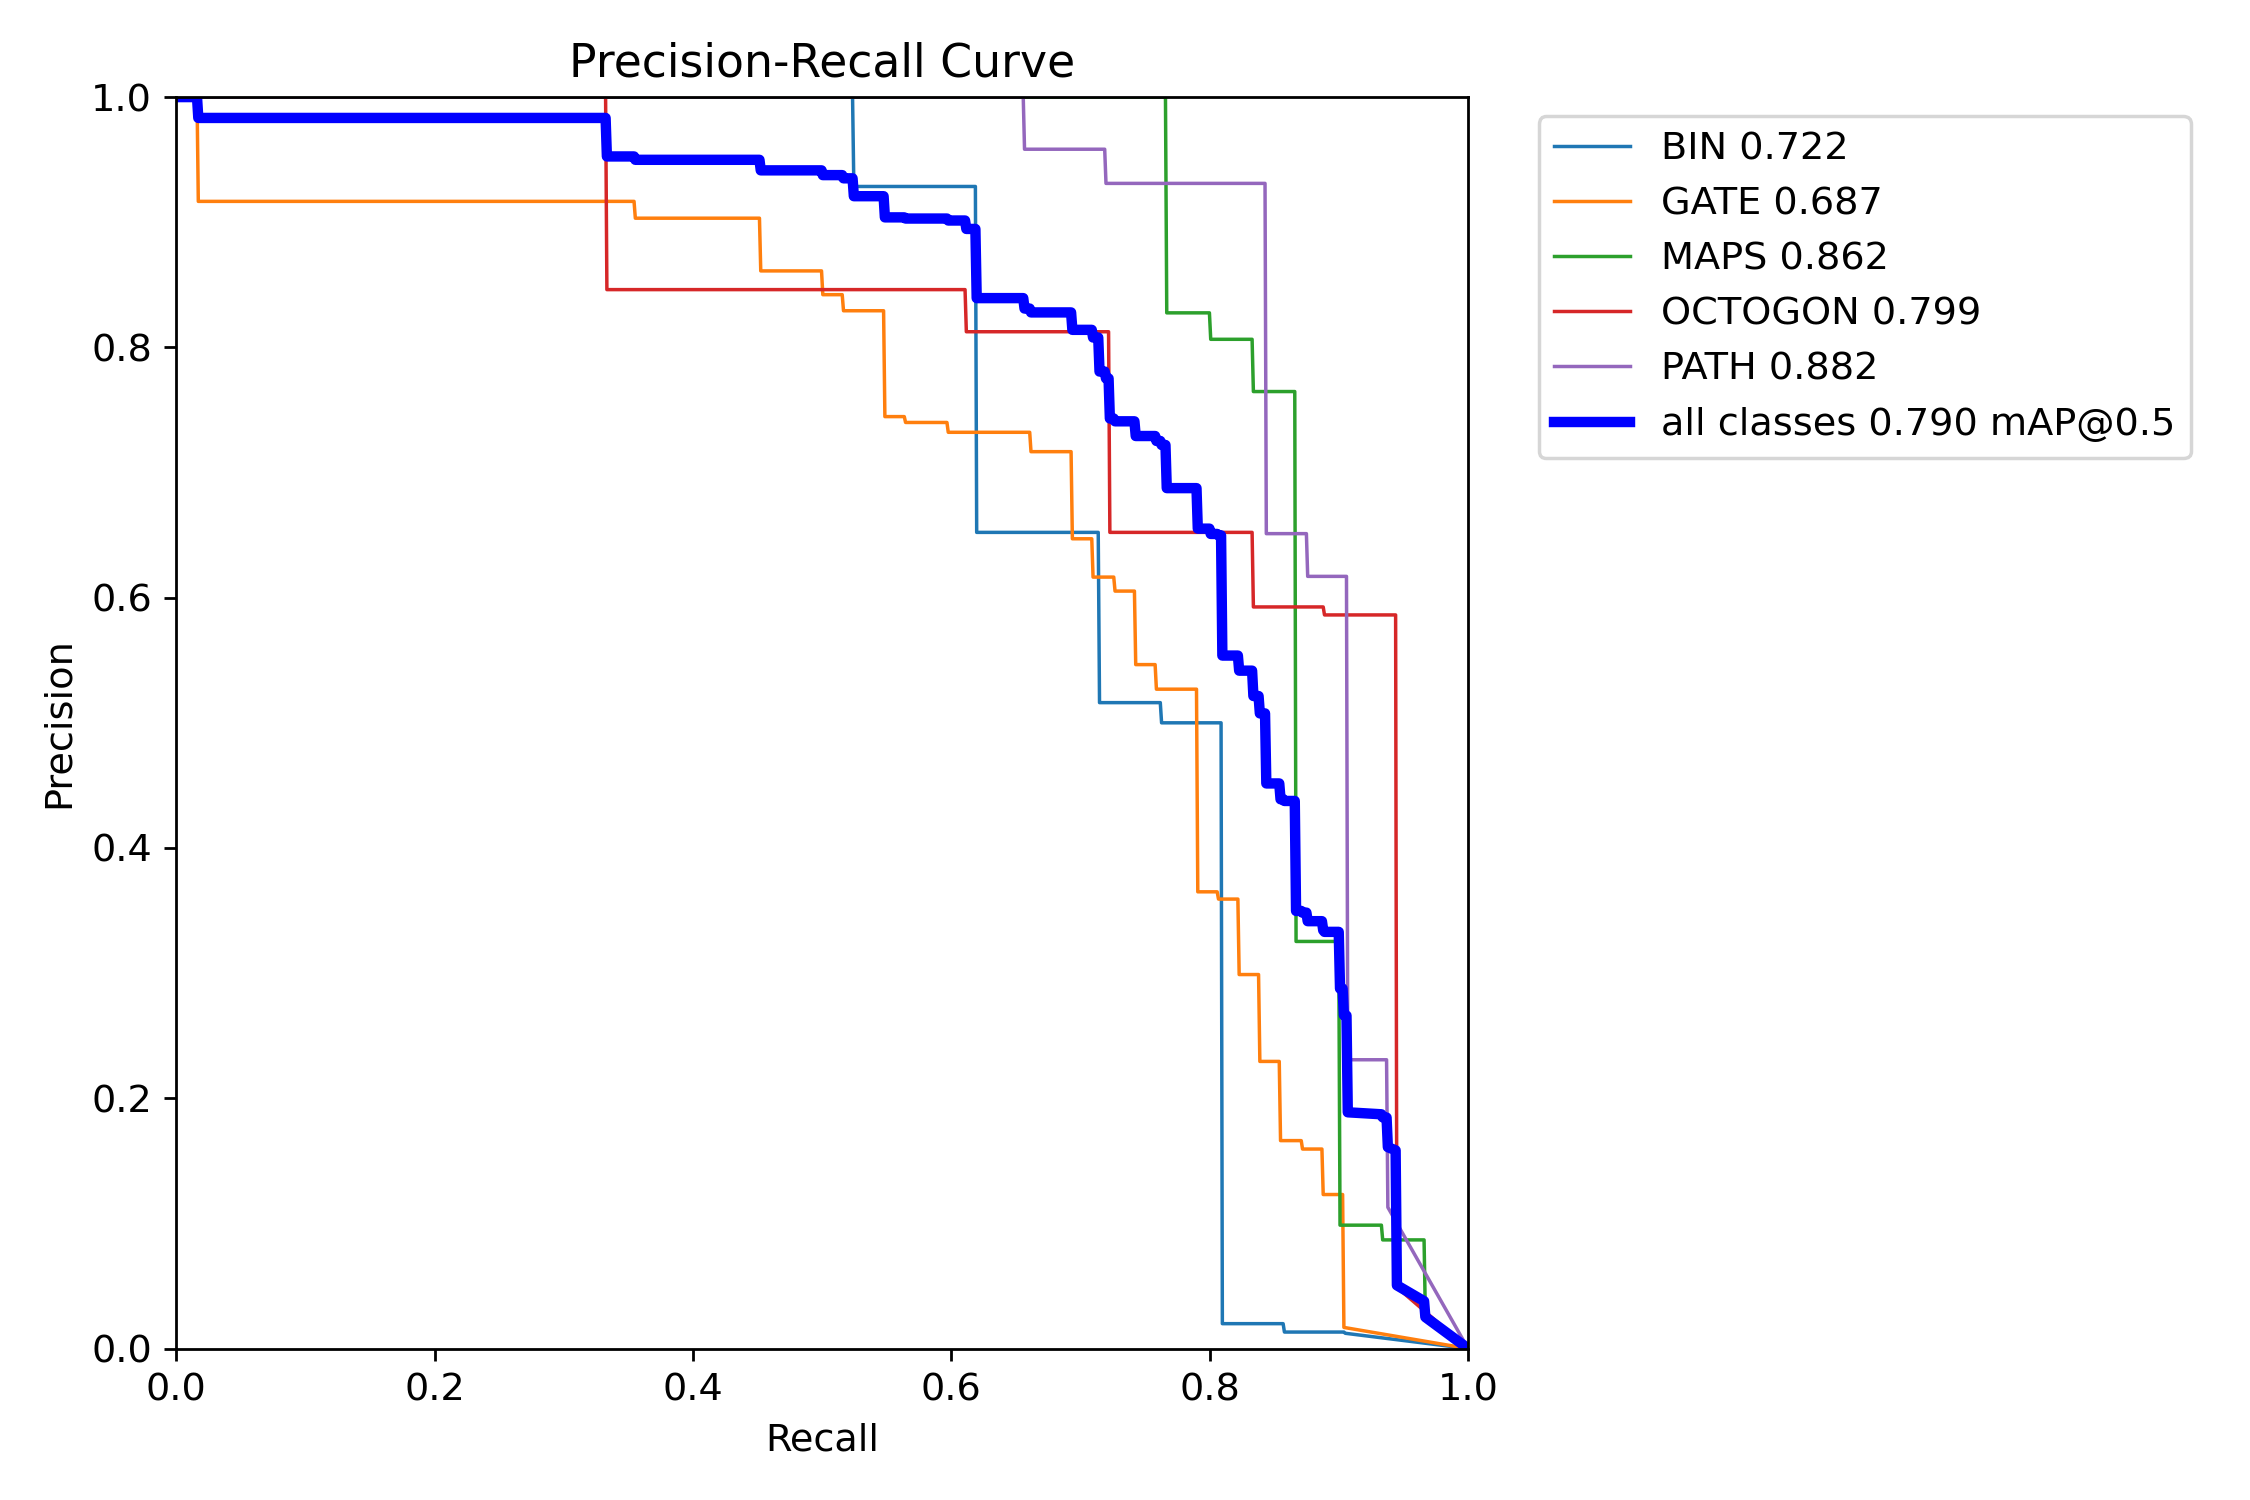 Precision-Recall Curve
1.0
0.8
0.6
0.4
0.2
0.0
Precision
0.0 0.2 0.4 0.6 0.8 1.0
Recall
BIN 0.722
GATE 0.687
MAPS 0.862
OCTOGON 0.799
PATH 0.882
all classes 0.790 mAP@0.5